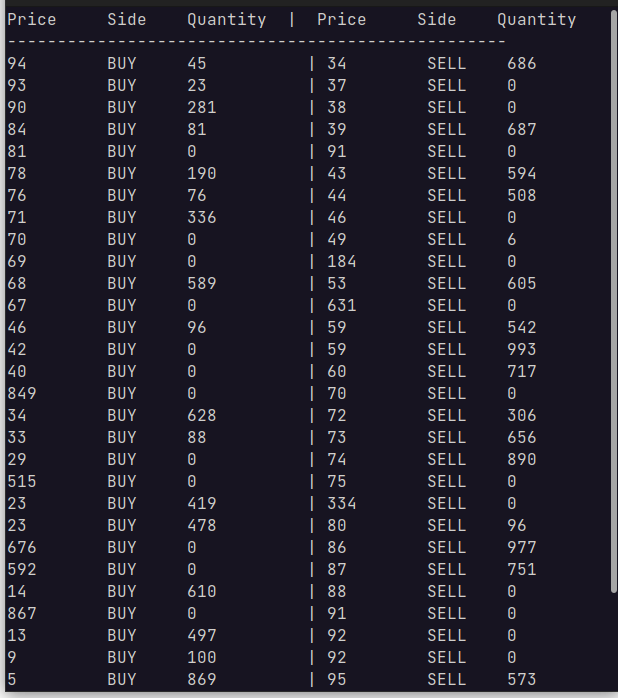 Price Side Quantity | Price Side Quantity
--------------------------------------------------
94 BUY 45 | 34 SELL 686
93 BUY 23 | 37 SELL 0
90 BUY 281 | 38 SELL 0
84 BUY 81 | 39 SELL 687
81 BUY 0 | 91 SELL 0
78 BUY 190 | 43 SELL 594
76 BUY 76 | 44 SELL 508
71 BUY 336 | 46 SELL 0
70 BUY 0 | 49 SELL 6
69 BUY 0 | 184 SELL 0
68 BUY 589 | 53 SELL 605
67 BUY 0 | 631 SELL 0
46 BUY 96 | 59 SELL 542
42 BUY 0 | 59 SELL 993
40 BUY 0 | 60 SELL 717
849 BUY 0 | 70 SELL 0
34 BUY 628 | 72 SELL 306
33 BUY 88 | 73 SELL 656
29 BUY 0 | 74 SELL 890
515 BUY 0 | 75 SELL 0
23 BUY 419 | 334 SELL 0
23 BUY 478 | 80 SELL 96
676 BUY 0 | 86 SELL 977
592 BUY 0 | 87 SELL 751
14 BUY 610 | 88 SELL 0
867 BUY 0 | 91 SELL 0
13 BUY 497 | 92 SELL 0
9 BUY 100 | 92 SELL 0
5 BUY 869 | 95 SELL 573